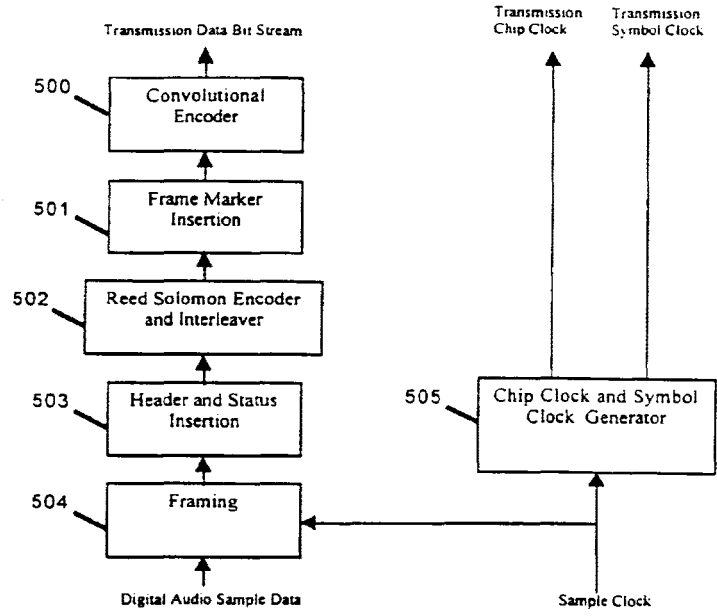 Transmission
Chip Clock
Transmission
Symbol Clock
Transmission Data Bit Stream
500
Convolutional
Encoder
501
Frame Marker
Insertion
502
Reed Solomon Encoder
and Interleaver
503
Header and Status
Insertion
505
Chip Clock and Symbol
Clock Generator
504
Framing
Digital Audio Sample Data
Sample Clock